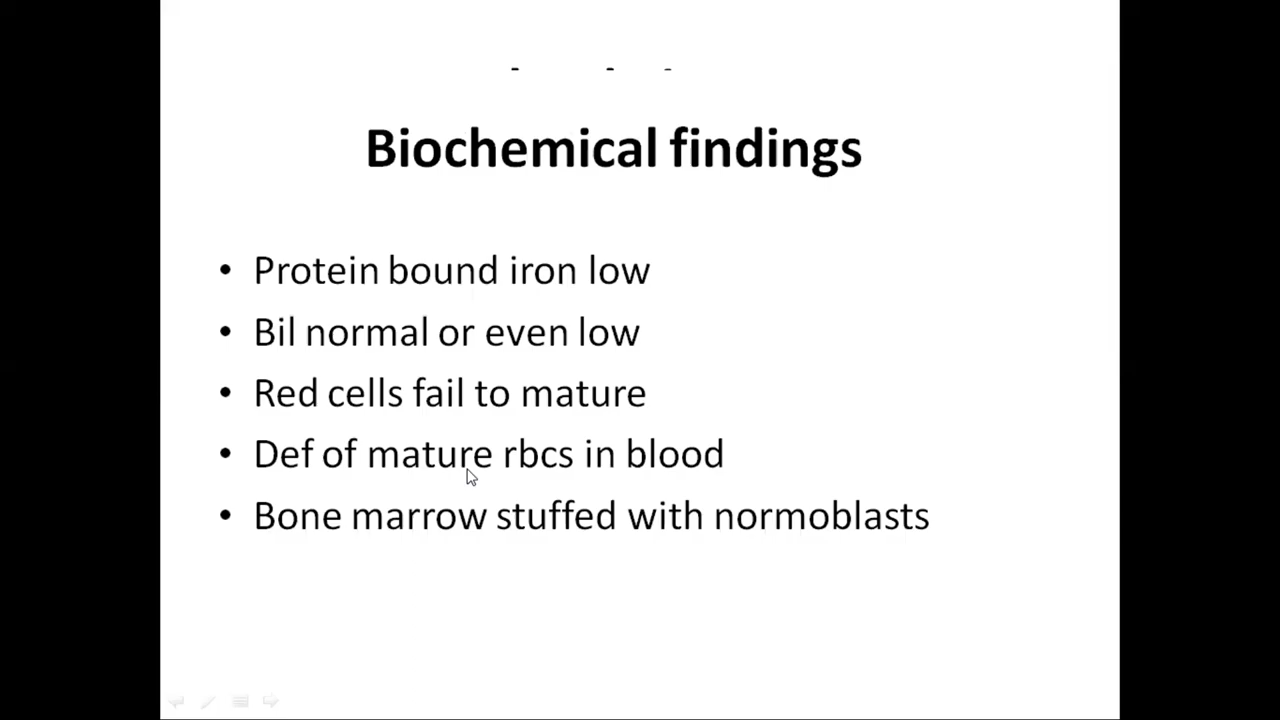 Biochemical findings
• Protein bound iron low
• Bil normal or even low
• Red cells fail to mature
• Def of mature rbcs in blood
• Bone marrow stuffed with normoblasts